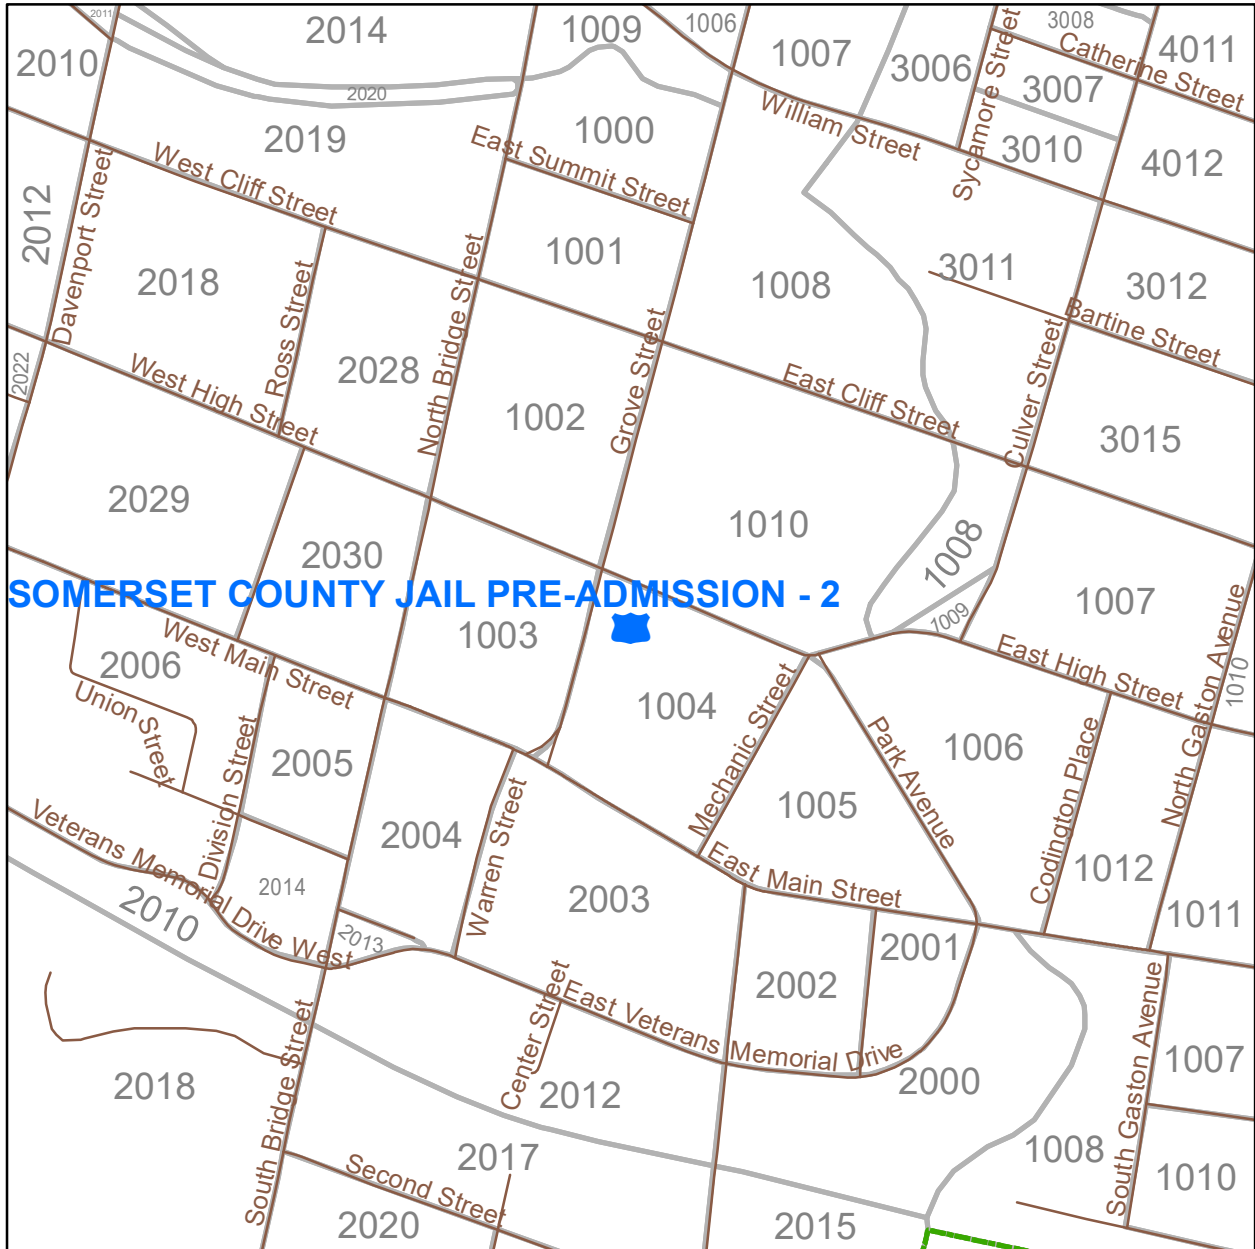 2011
2014
1009
1006
3008
4011
Catherine Street
2010
1007
3006
Sycamore Street
3007
2020
William Street
2019
1000
East Summit Street
3010
4012
West Cliff Street
2012
Davenport Street
2018
Ross Street
North Bridge Street
1001
1008
3011
3012
Bartine Street
2022
West High Street
2028
1002
Grove Street
East Cliff Street
Culver Street
3015
2029
2030
1010
1008
1007
SOMERSET COUNTY JAIL PRE-ADMISSION - 2
1003
1009
North Gaston Avenue
2006
West Main Street
East High Street
1010
Union Street
1004
Mechanic Street
Park Avenue
1006
Codington Place
Division Street
2005
1005
Veterans Memorial Drive West
2004
Warren Street
East Main Street
1012
2014
2003
1011
2010
2013
2001
2002
Center Street
East Veterans Memorial Drive
South Gaston Avenue
South Bridge Street
1007
2018
2012
2000
1008
2017
1010
Second Street
2020
2015